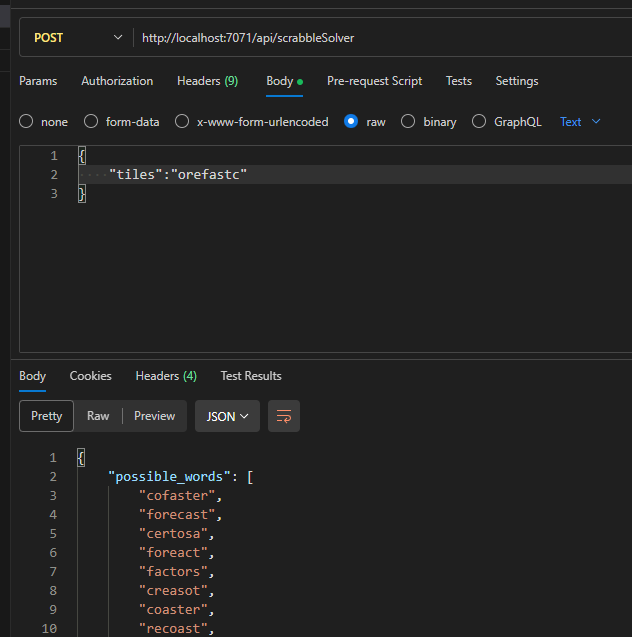 POST http://localhost:7071/api/scrabbleSolver
Params Authorization Headers (9) Body Pre-request Script Tests Settings
none form-data x-www-form-urlencoded raw binary GraphQL Text
1 {
2 "tiles":"orefastc"
3 }
Body Cookies Headers (4) Test Results
Pretty Raw Preview JSON
1 {
2 "possible_words": [
3 "cofaster",
4 "forecast",
5 "certosa",
6 "foreact",
7 "factors",
8 "creasot",
9 "coaster",
10 "recoast",